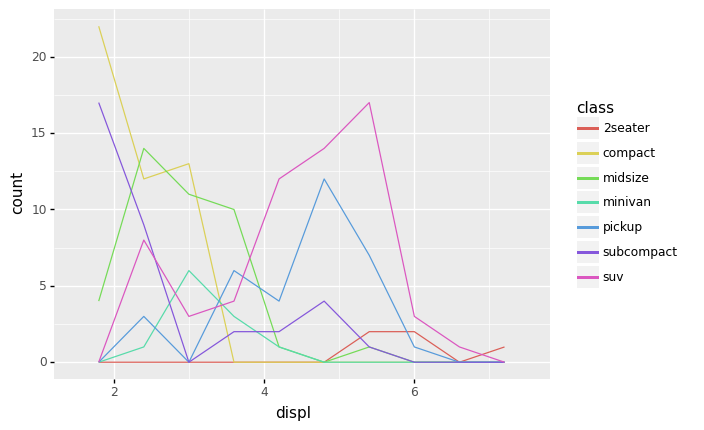 20
15
10
5
0
count
2
4
6
displ
class
2seater
compact
midsize
minivan
pickup
subcompact
suv